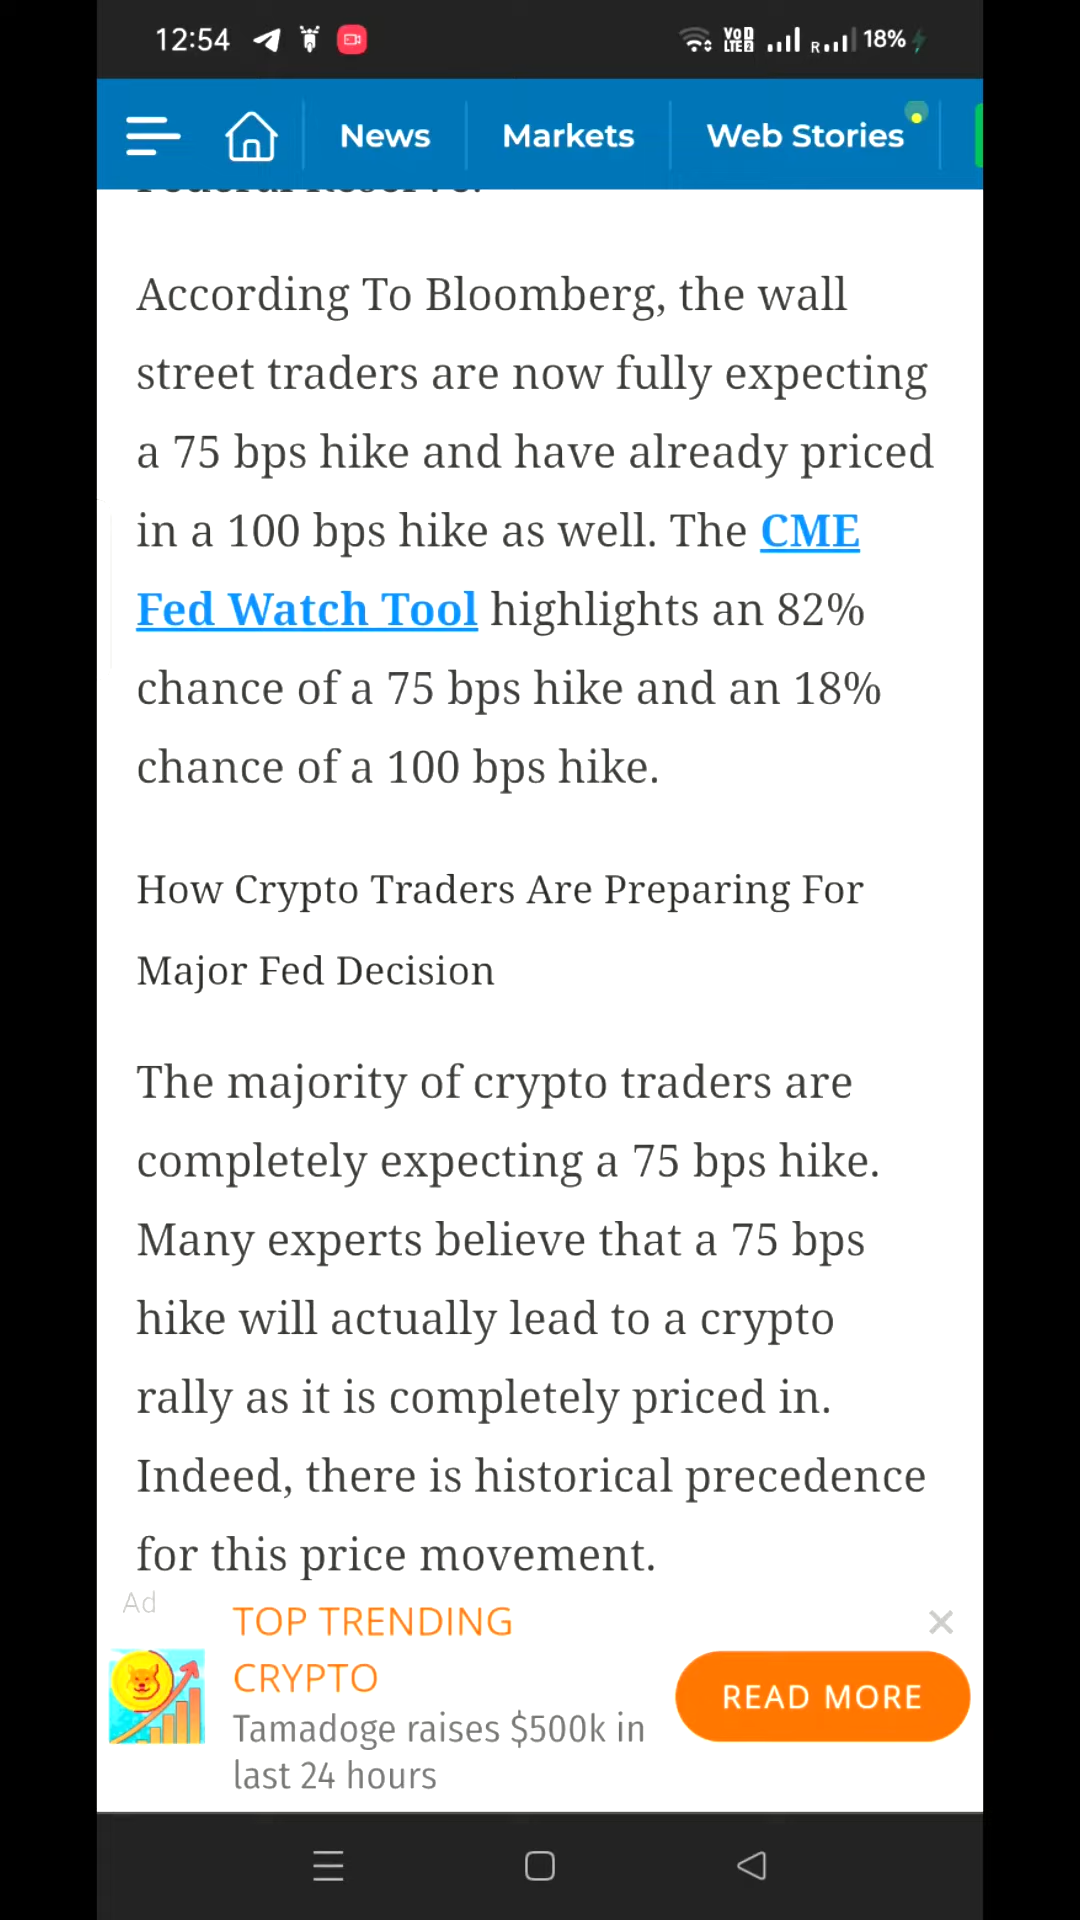 12:54
VoD
LTE2
R
18%
News
Markets
Web Stories
According To Bloomberg, the wall
street traders are now fully expecting
a 75 bps hike and have already priced
in a 100 bps hike as well. The CME
Fed Watch Tool highlights an 82%
chance of a 75 bps hike and an 18%
chance of a 100 bps hike.
How Crypto Traders Are Preparing For
Major Fed Decision
The majority of crypto traders are
completely expecting a 75 bps hike.
Many experts believe that a 75 bps
hike will actually lead to a crypto
rally as it is completely priced in.
Indeed, there is historical precedence
for this price movement.
Ad
TOP TRENDING
CRYPTO
Tamadoge raises $500k in
last 24 hours
READ MORE